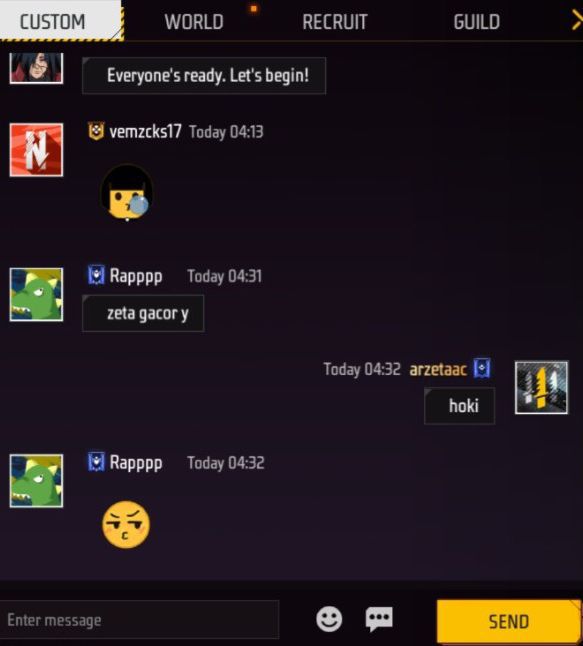 CUSTOM WORLD RECRUIT GUILD
Everyone's ready. Let's begin!
vemzcks17 Today 04:13
Rapppp Today 04:31
zeta gacor y
Today 04:32 arzetaac
hoki
Rapppp Today 04:32
Enter message SEND